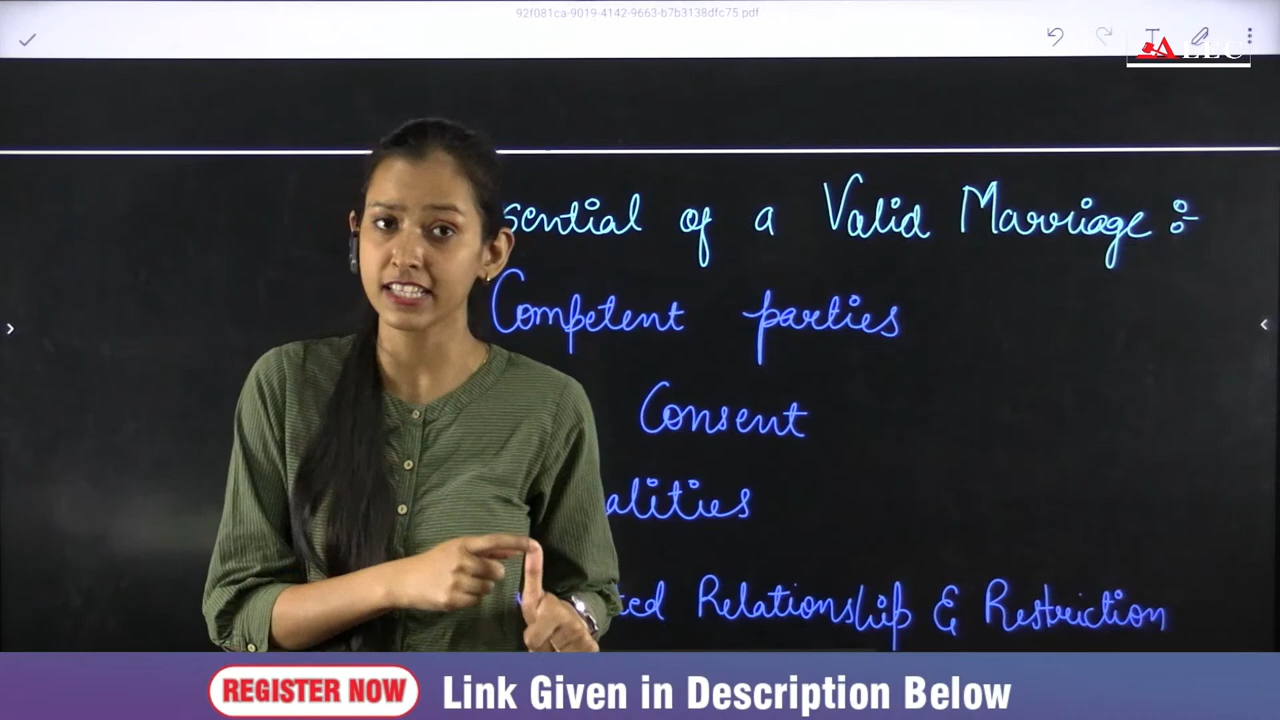 92f081ca-9019-4142-9663-b7b3138dfc75.pdf
LEC
sential of a Valid Marriage :-
Competent parties
Consent
alities
ted Relationship & Restriction
REGISTER NOW Link Given in Description Below